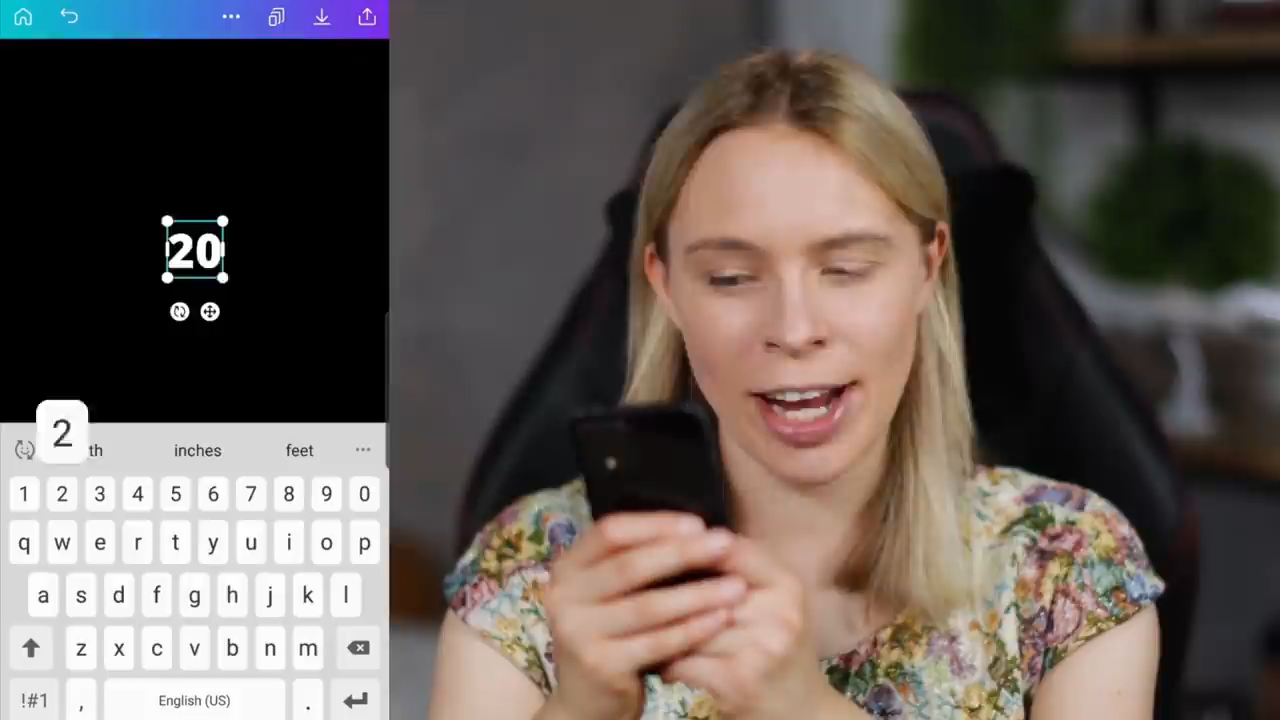 20
2
th inches feet
1 2 3 4 5 6 7 8 9 0
q w e r t y u i o p
a s d f g h j k l
z x c v b n m
!#1 , English (US) .